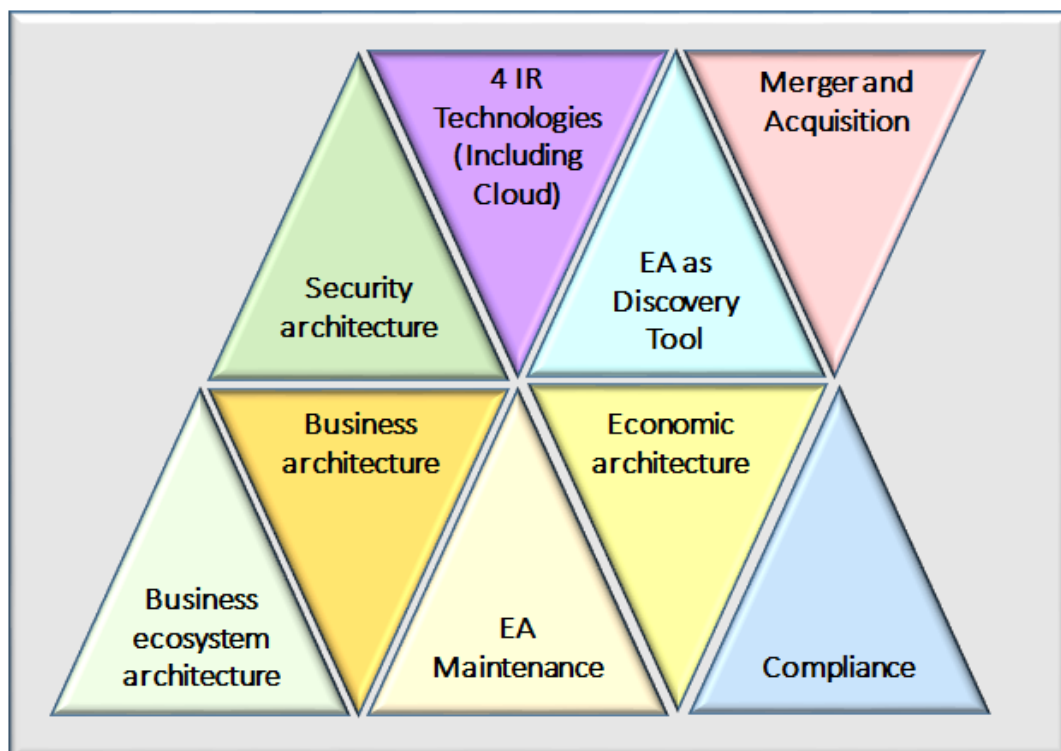 4 IR
Technologies
(Including
Cloud)
Merger and
Acquisition
Security
architecture
EA as
Discovery
Tool
Business
architecture
Economic
architecture
Business
ecosystem
architecture
EA
Maintenance
Compliance